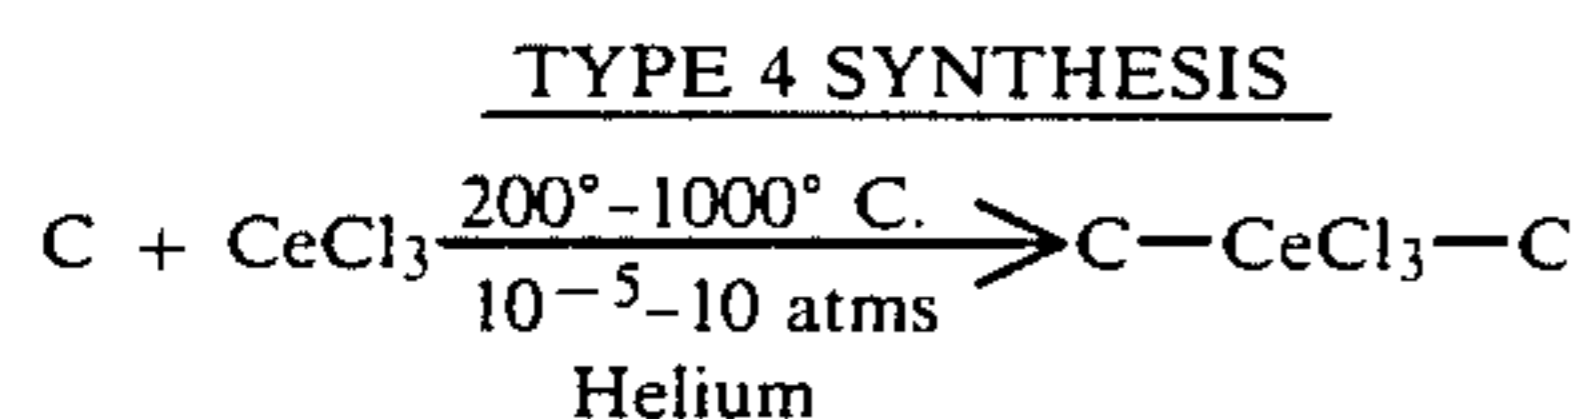 TYPE 4 SYNTHESIS
200°–1000° C.
C + CeCl₃ ⟶ C—CeCl₃—C
10⁻⁵–10 atms
Helium